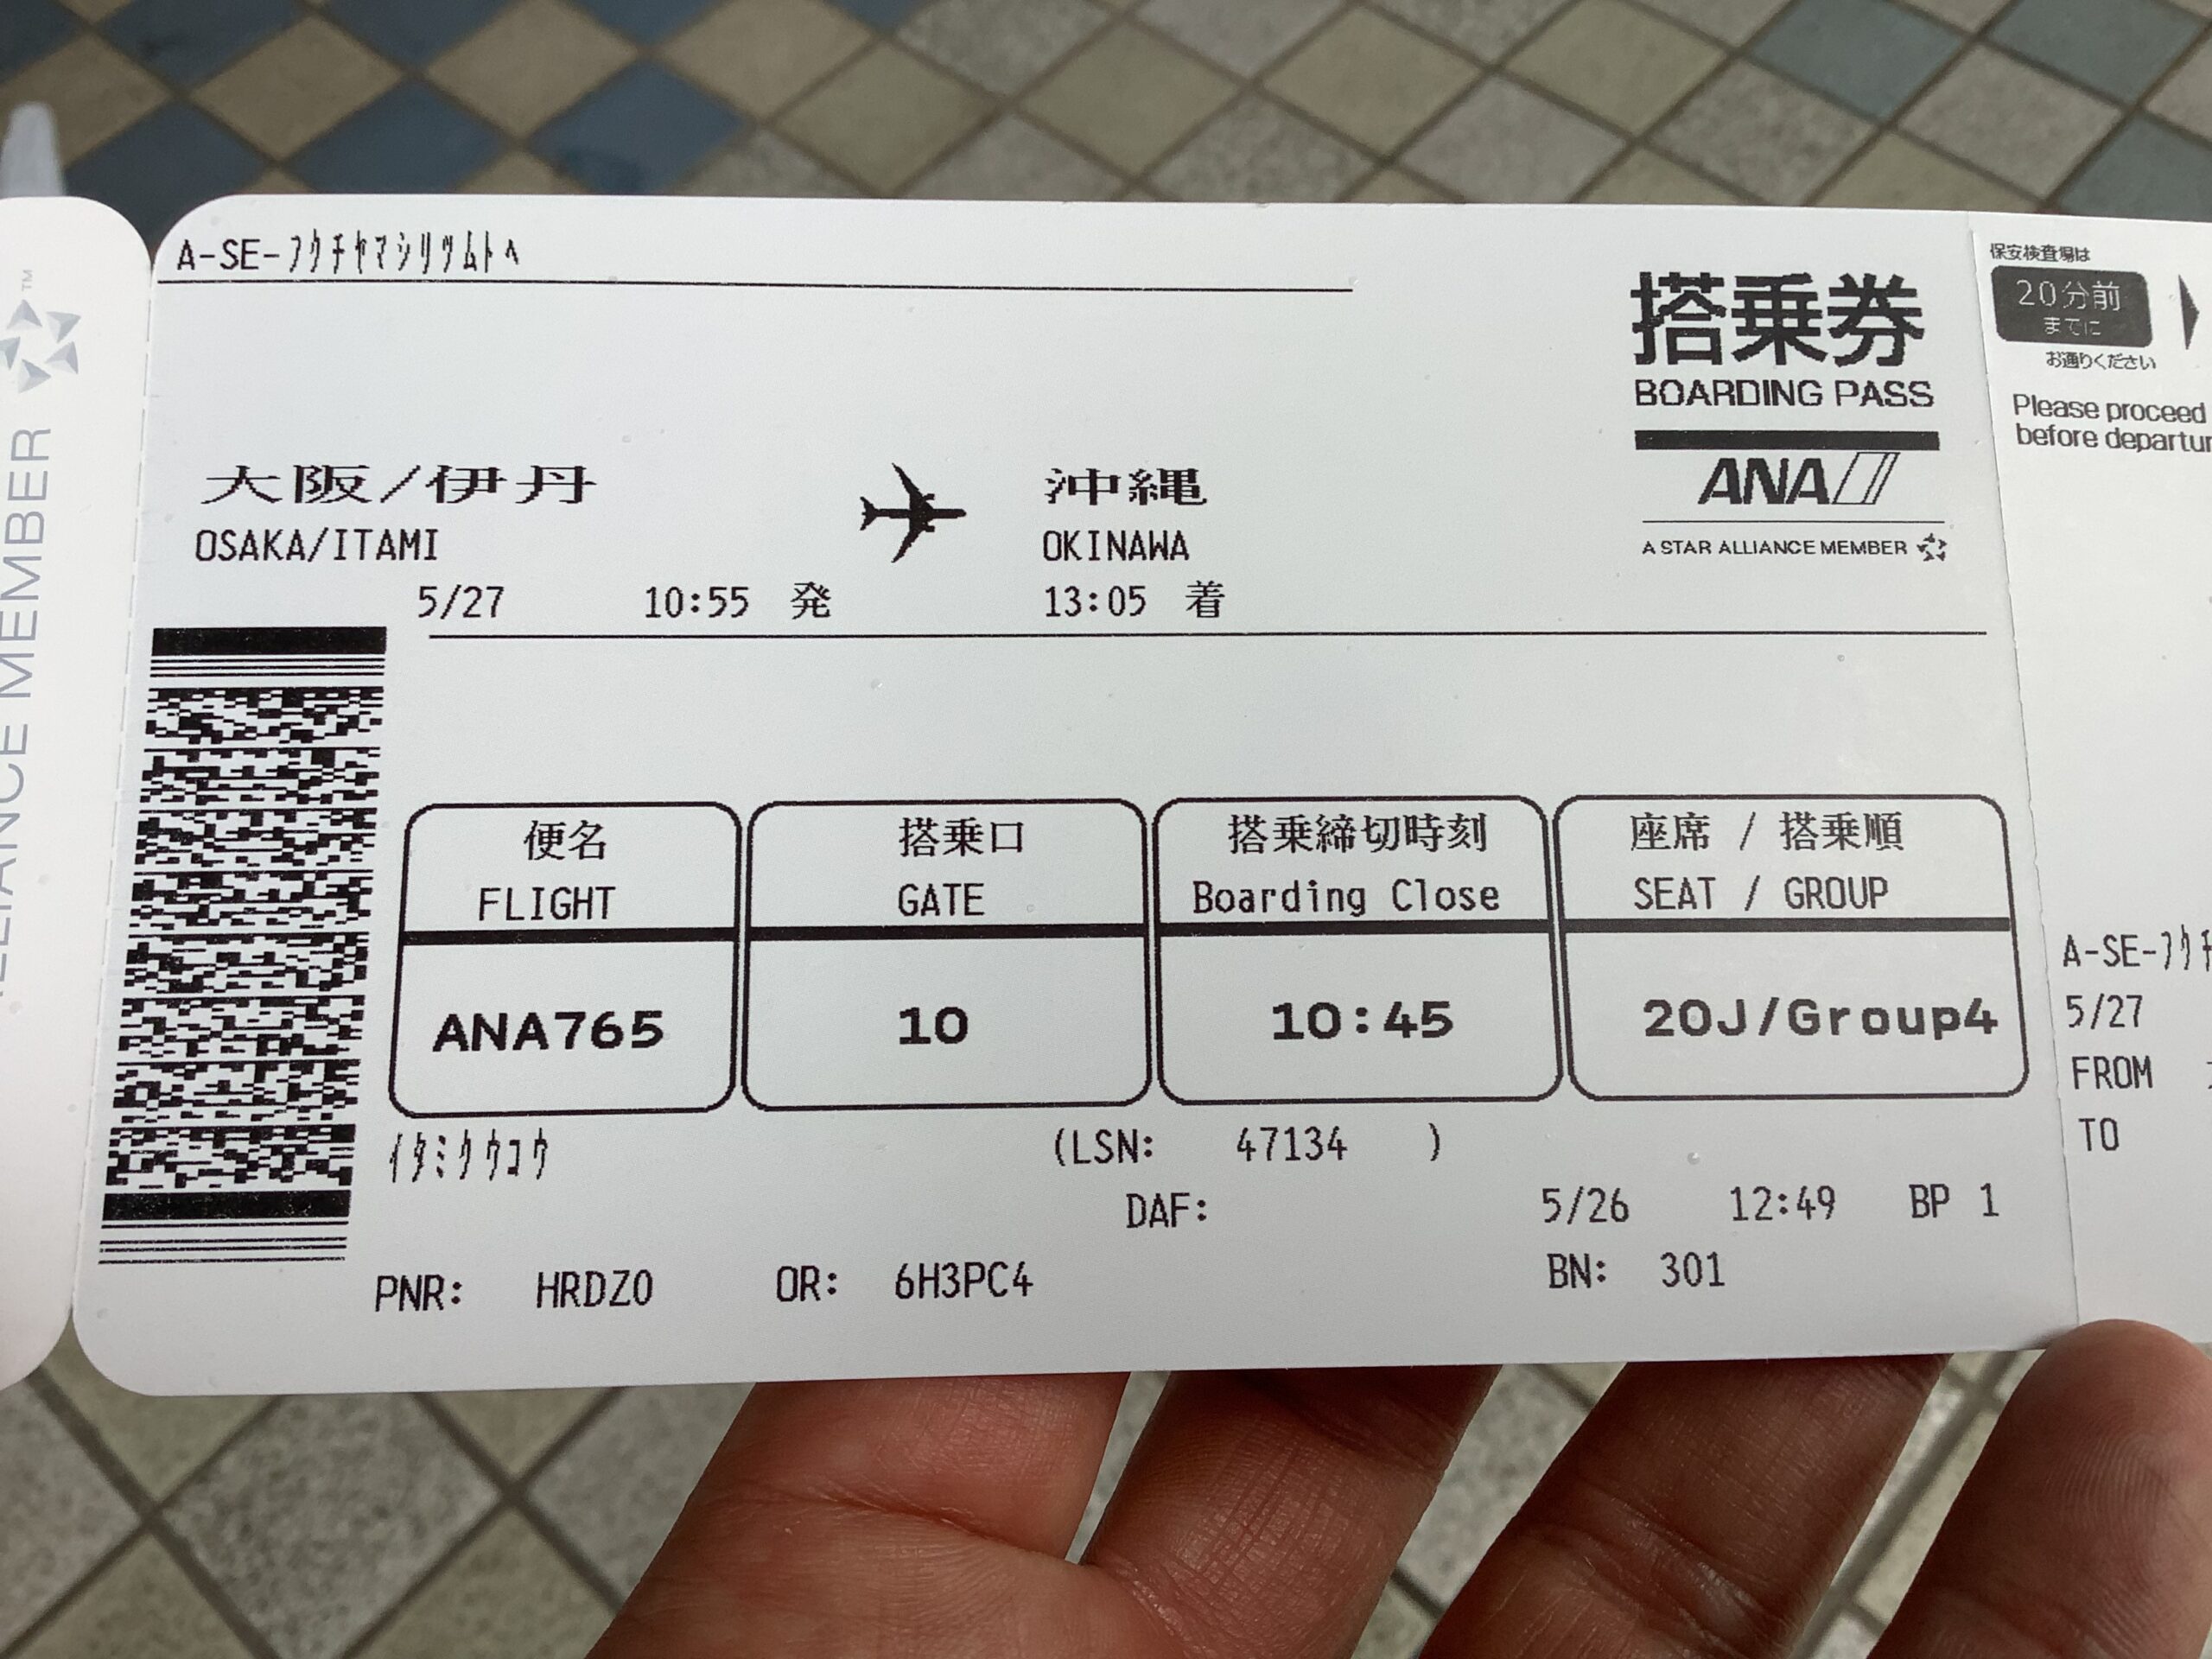 A-SE-フクチヤマシリツムトヘ
搭乗券
BOARDING PASS
ANA
A STAR ALLIANCE MEMBER
大阪/伊丹
沖縄
OSAKA/ITAMI
OKINAWA
5/27 10:55 発 13:05 着
便名
FLIGHT
ANA765
搭乗口
GATE
10
搭乗締切時刻
Boarding Close
10:45
座席 / 搭乗順
SEAT / GROUP
20J/Group4
イタミクウコウ
(LSN: 47134 )
DAF:
5/26 12:49 BP 1
PNR: HRDZ0 OR: 6H3PC4
BN: 301
保安検査場は
20分前
までに
お通りください
Please proceed
before departur
A-SE-フクチ
5/27
FROM
TO
LLIANCE MEMBER
TM